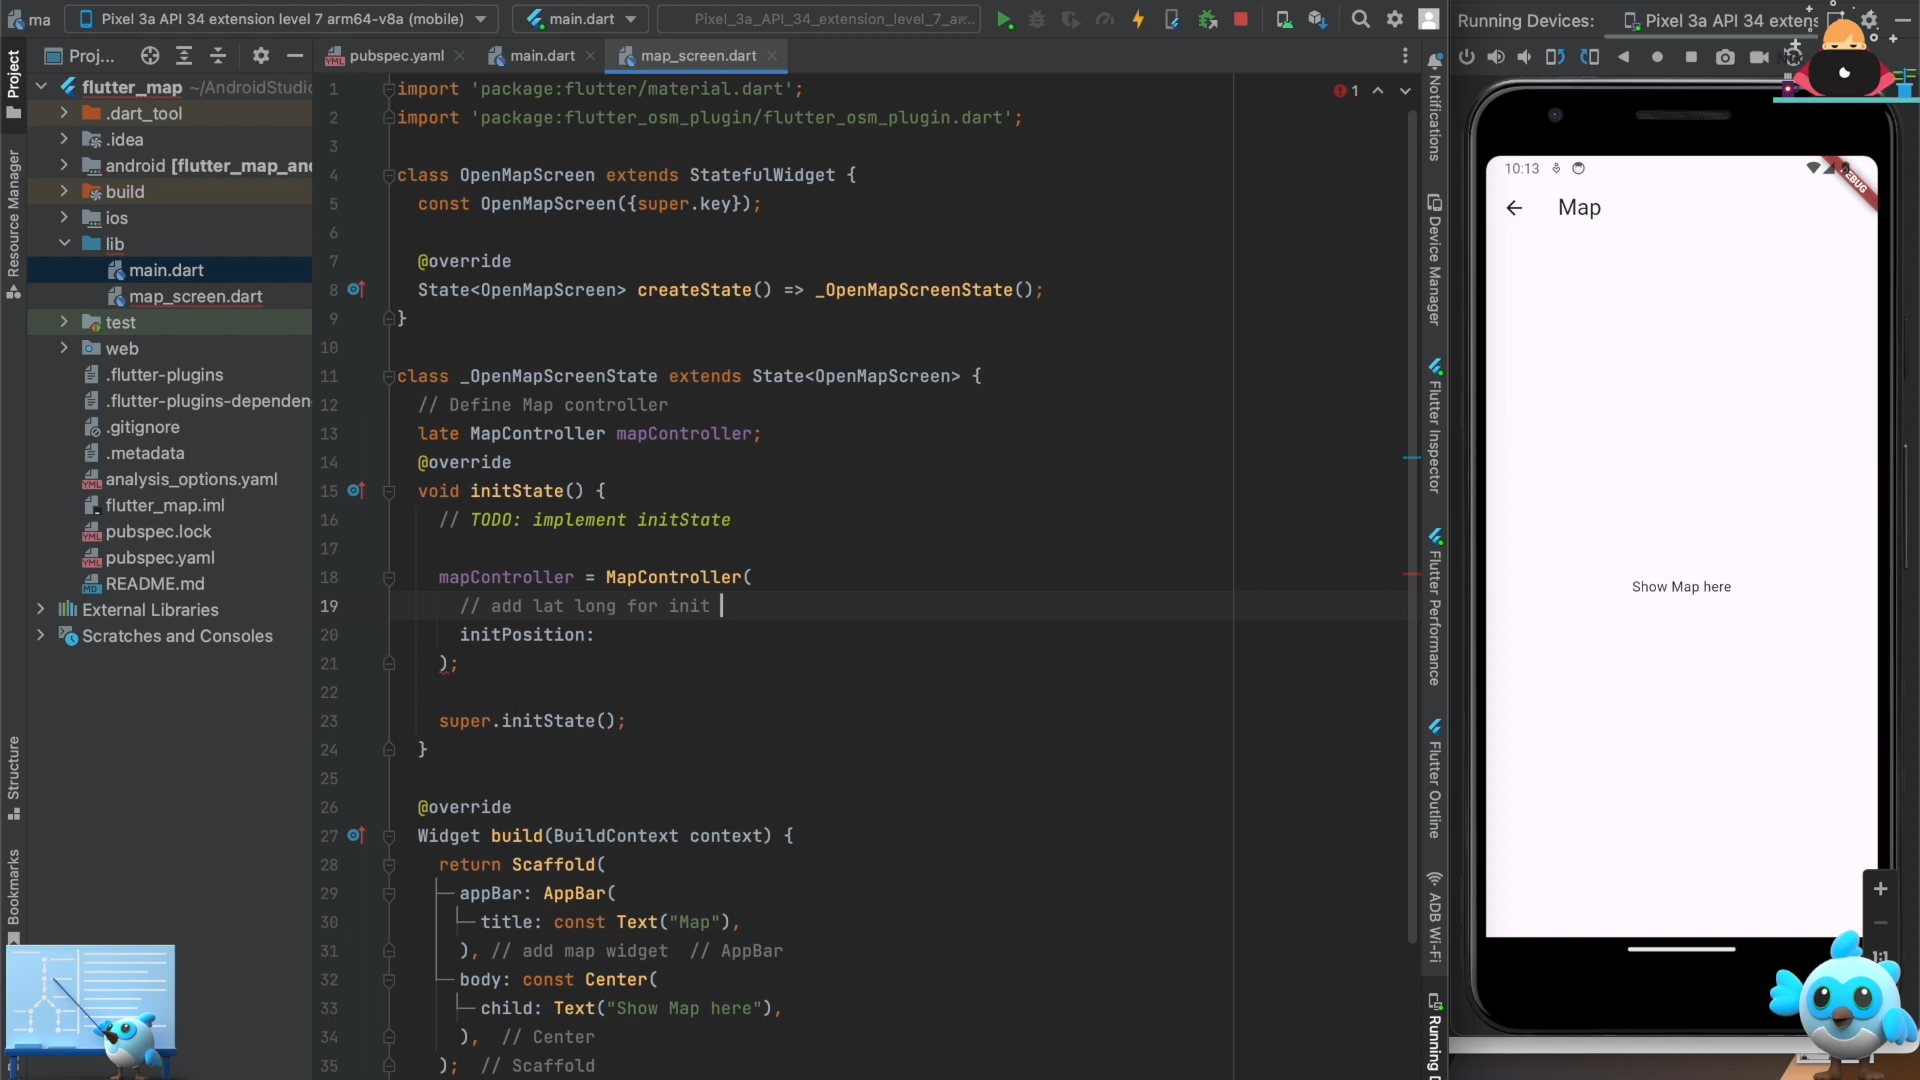 ma
Pixel 3a API 34 extension level 7 arm64-v8a (mobile)
main.dart
Pixel_3a_API_34_extension_level_7_ar
Running Devices:
Pixel 3a API 34 extens
Proj...
pubspec.yaml
main.dart
map_screen.dart
Project
Resource Manager
Structure
Bookmarks
flutter_map ~/AndroidStudio
.dart_tool
.idea
android [flutter_map_and
build
ios
lib
main.dart
map_screen.dart
test
web
.flutter-plugins
.flutter-plugins-dependen
.gitignore
.metadata
analysis_options.yaml
flutter_map.iml
pubspec.lock
pubspec.yaml
README.md
External Libraries
Scratches and Consoles
1 import 'package:flutter/material.dart';
2 import 'package:flutter_osm_plugin/flutter_osm_plugin.dart';
3
4 class OpenMapScreen extends StatefulWidget {
5 const OpenMapScreen({super.key});
6
7 @override
8 State<OpenMapScreen> createState() => _OpenMapScreenState();
9 }
10
11 class _OpenMapScreenState extends State<OpenMapScreen> {
12 // Define Map controller
13 late MapController mapController;
14 @override
15 void initState() {
16 // TODO: implement initState
17
18 mapController = MapController(
19 // add lat long for init
20 initPosition:
21 );
22
23 super.initState();
24 }
25
26 @override
27 Widget build(BuildContext context) {
28 return Scaffold(
29 appBar: AppBar(
30 title: const Text("Map"),
31 ), // add map widget // AppBar
32 body: const Center(
33 child: Text("Show Map here"),
34 ), // Center
35 ); // Scaffold
1
Notifications
Device Manager
Flutter Inspector
Flutter Performance
Flutter Outline
ADB Wi-Fi
Running D
10:13
DEBUG
Map
Show Map here
1:1